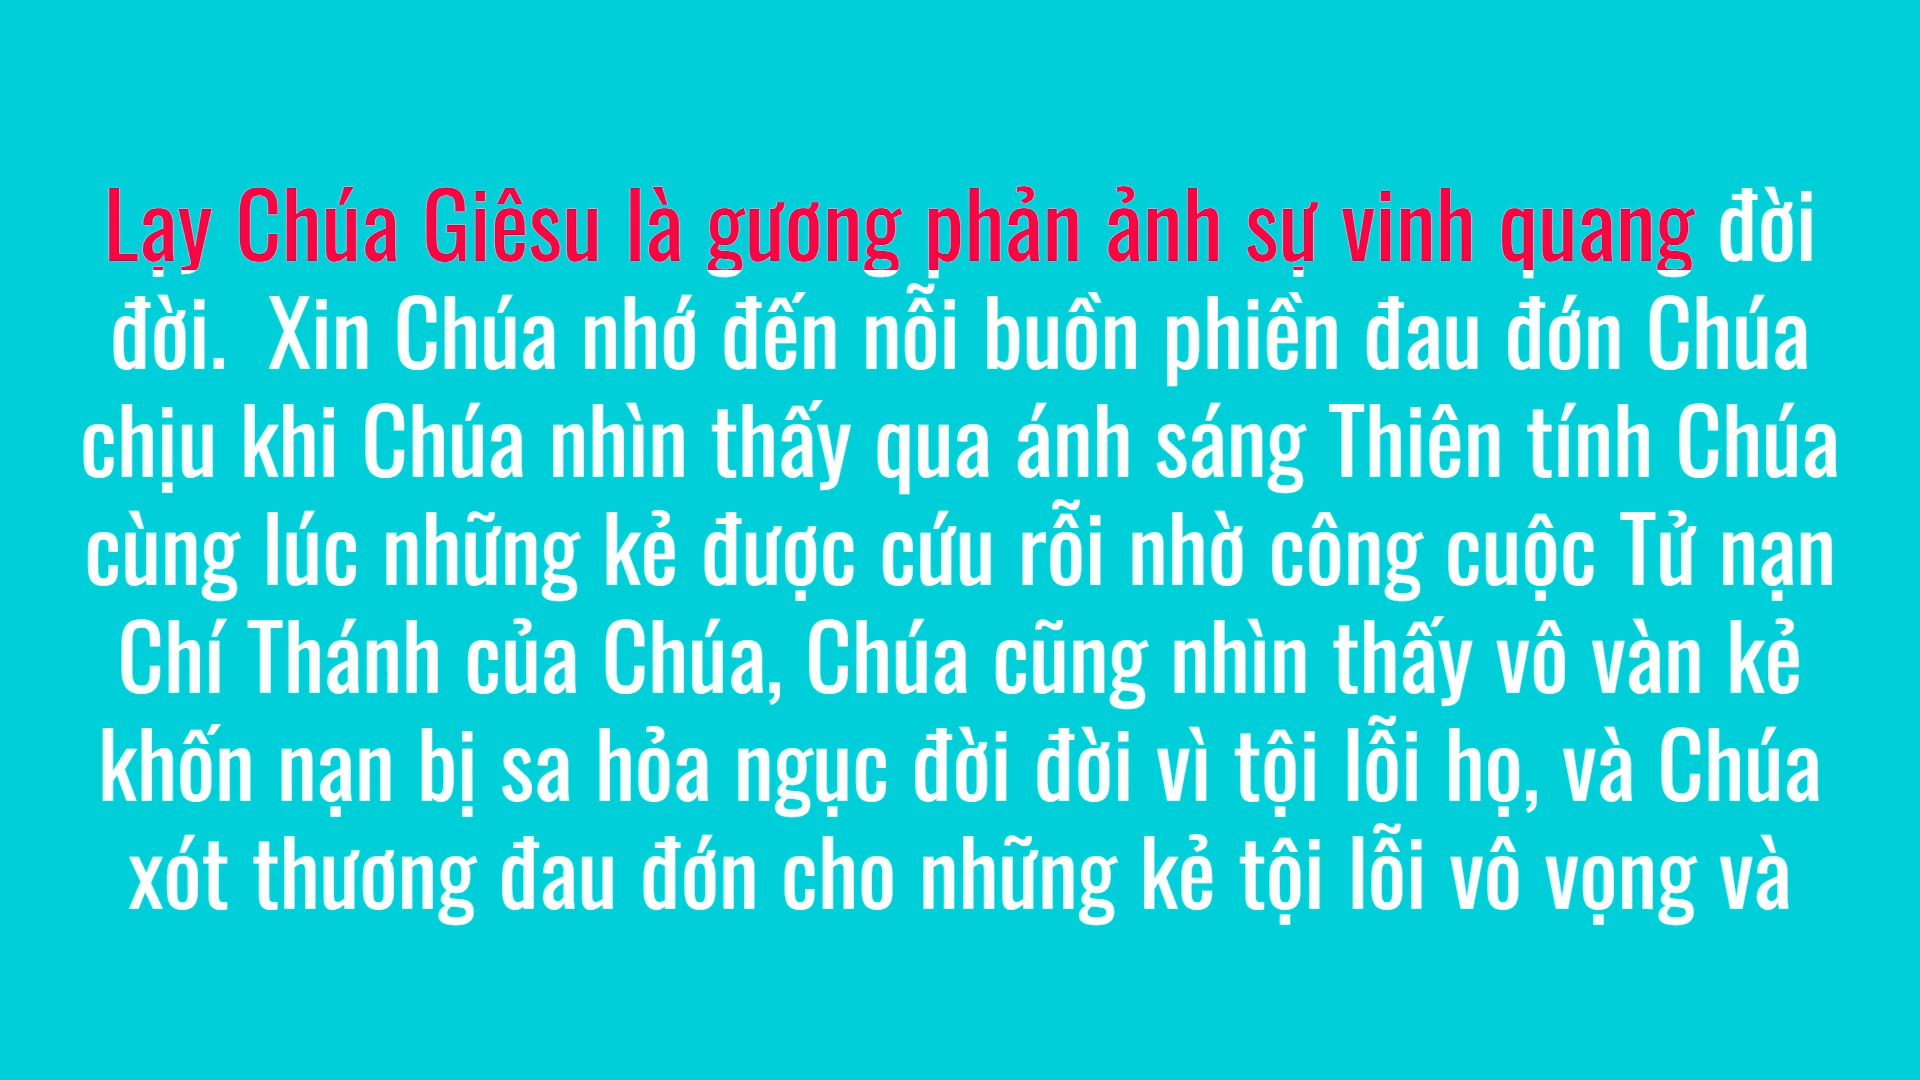 Lạy Chúa Giêsu là gương phản ảnh sự vinh quang đời
đời.  Xin Chúa nhớ đến nỗi buồn phiền đau đớn Chúa
chịu khi Chúa nhìn thấy qua ánh sáng Thiên tính Chúa
cùng lúc những kẻ được cứu rỗi nhờ công cuộc Tử nạn
Chí Thánh của Chúa, Chúa cũng nhìn thấy vô vàn kẻ
khốn nạn bị sa hỏa ngục đời đời vì tội lỗi họ, và Chúa
xót thương đau đớn cho những kẻ tội lỗi vô vọng và